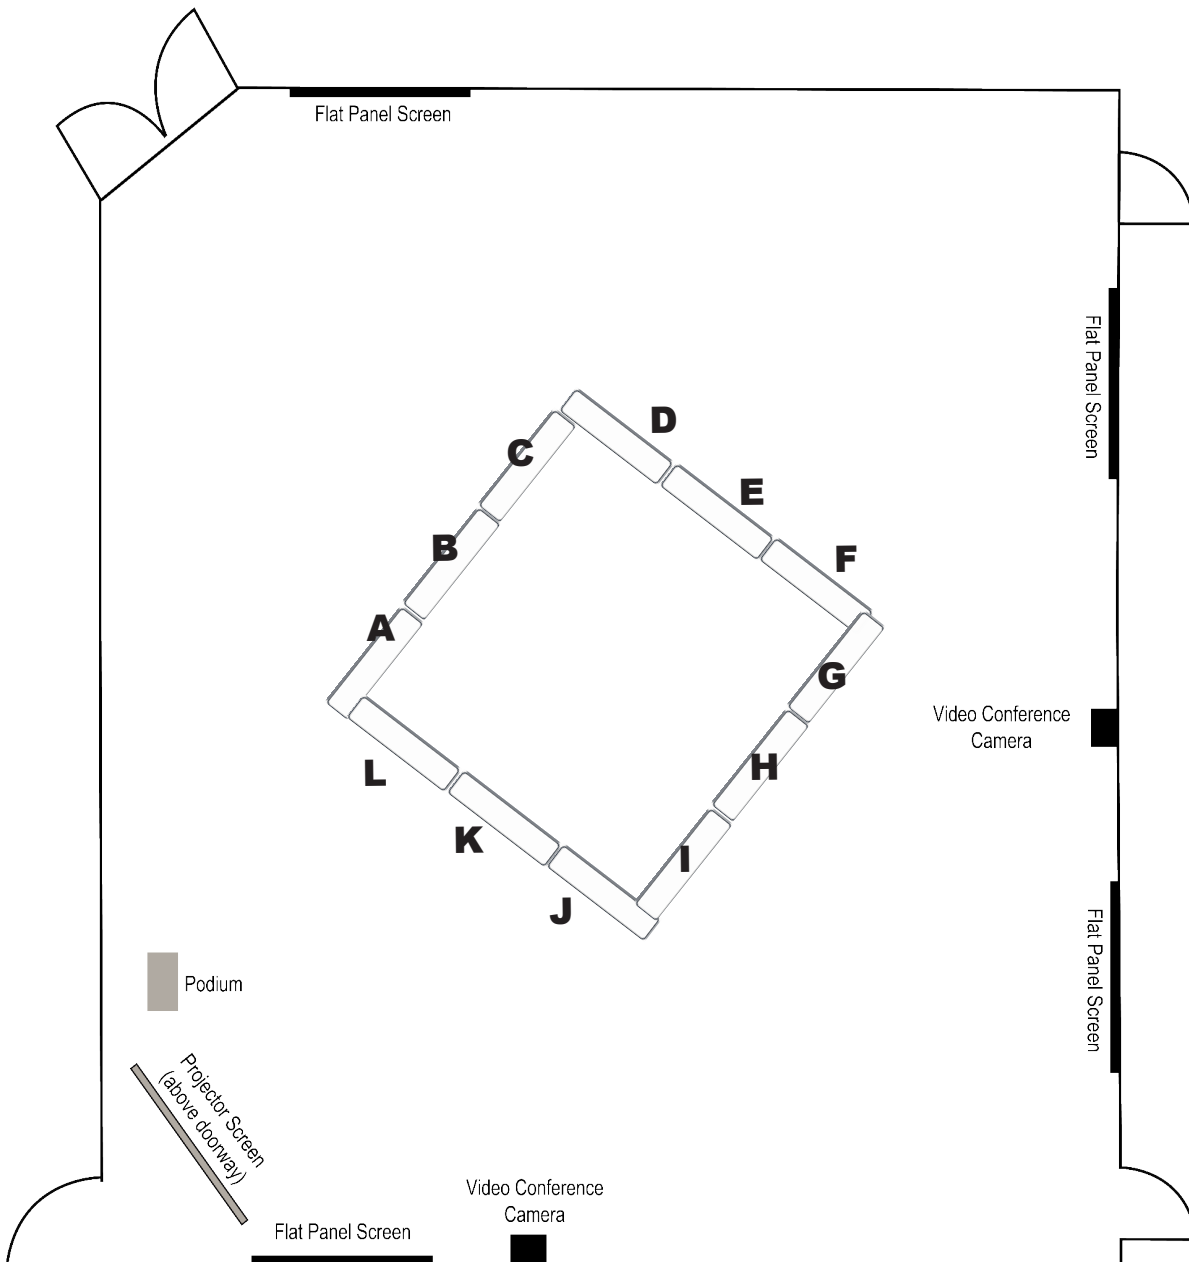 Flat Panel Screen
Flat Panel Screen
D
C
E
B
F
A
G
Video Conference
Camera
L
H
K
I
J
Flat Panel Screen
Podium
Projector Screen
(above doorway)
Video Conference
Camera
Flat Panel Screen